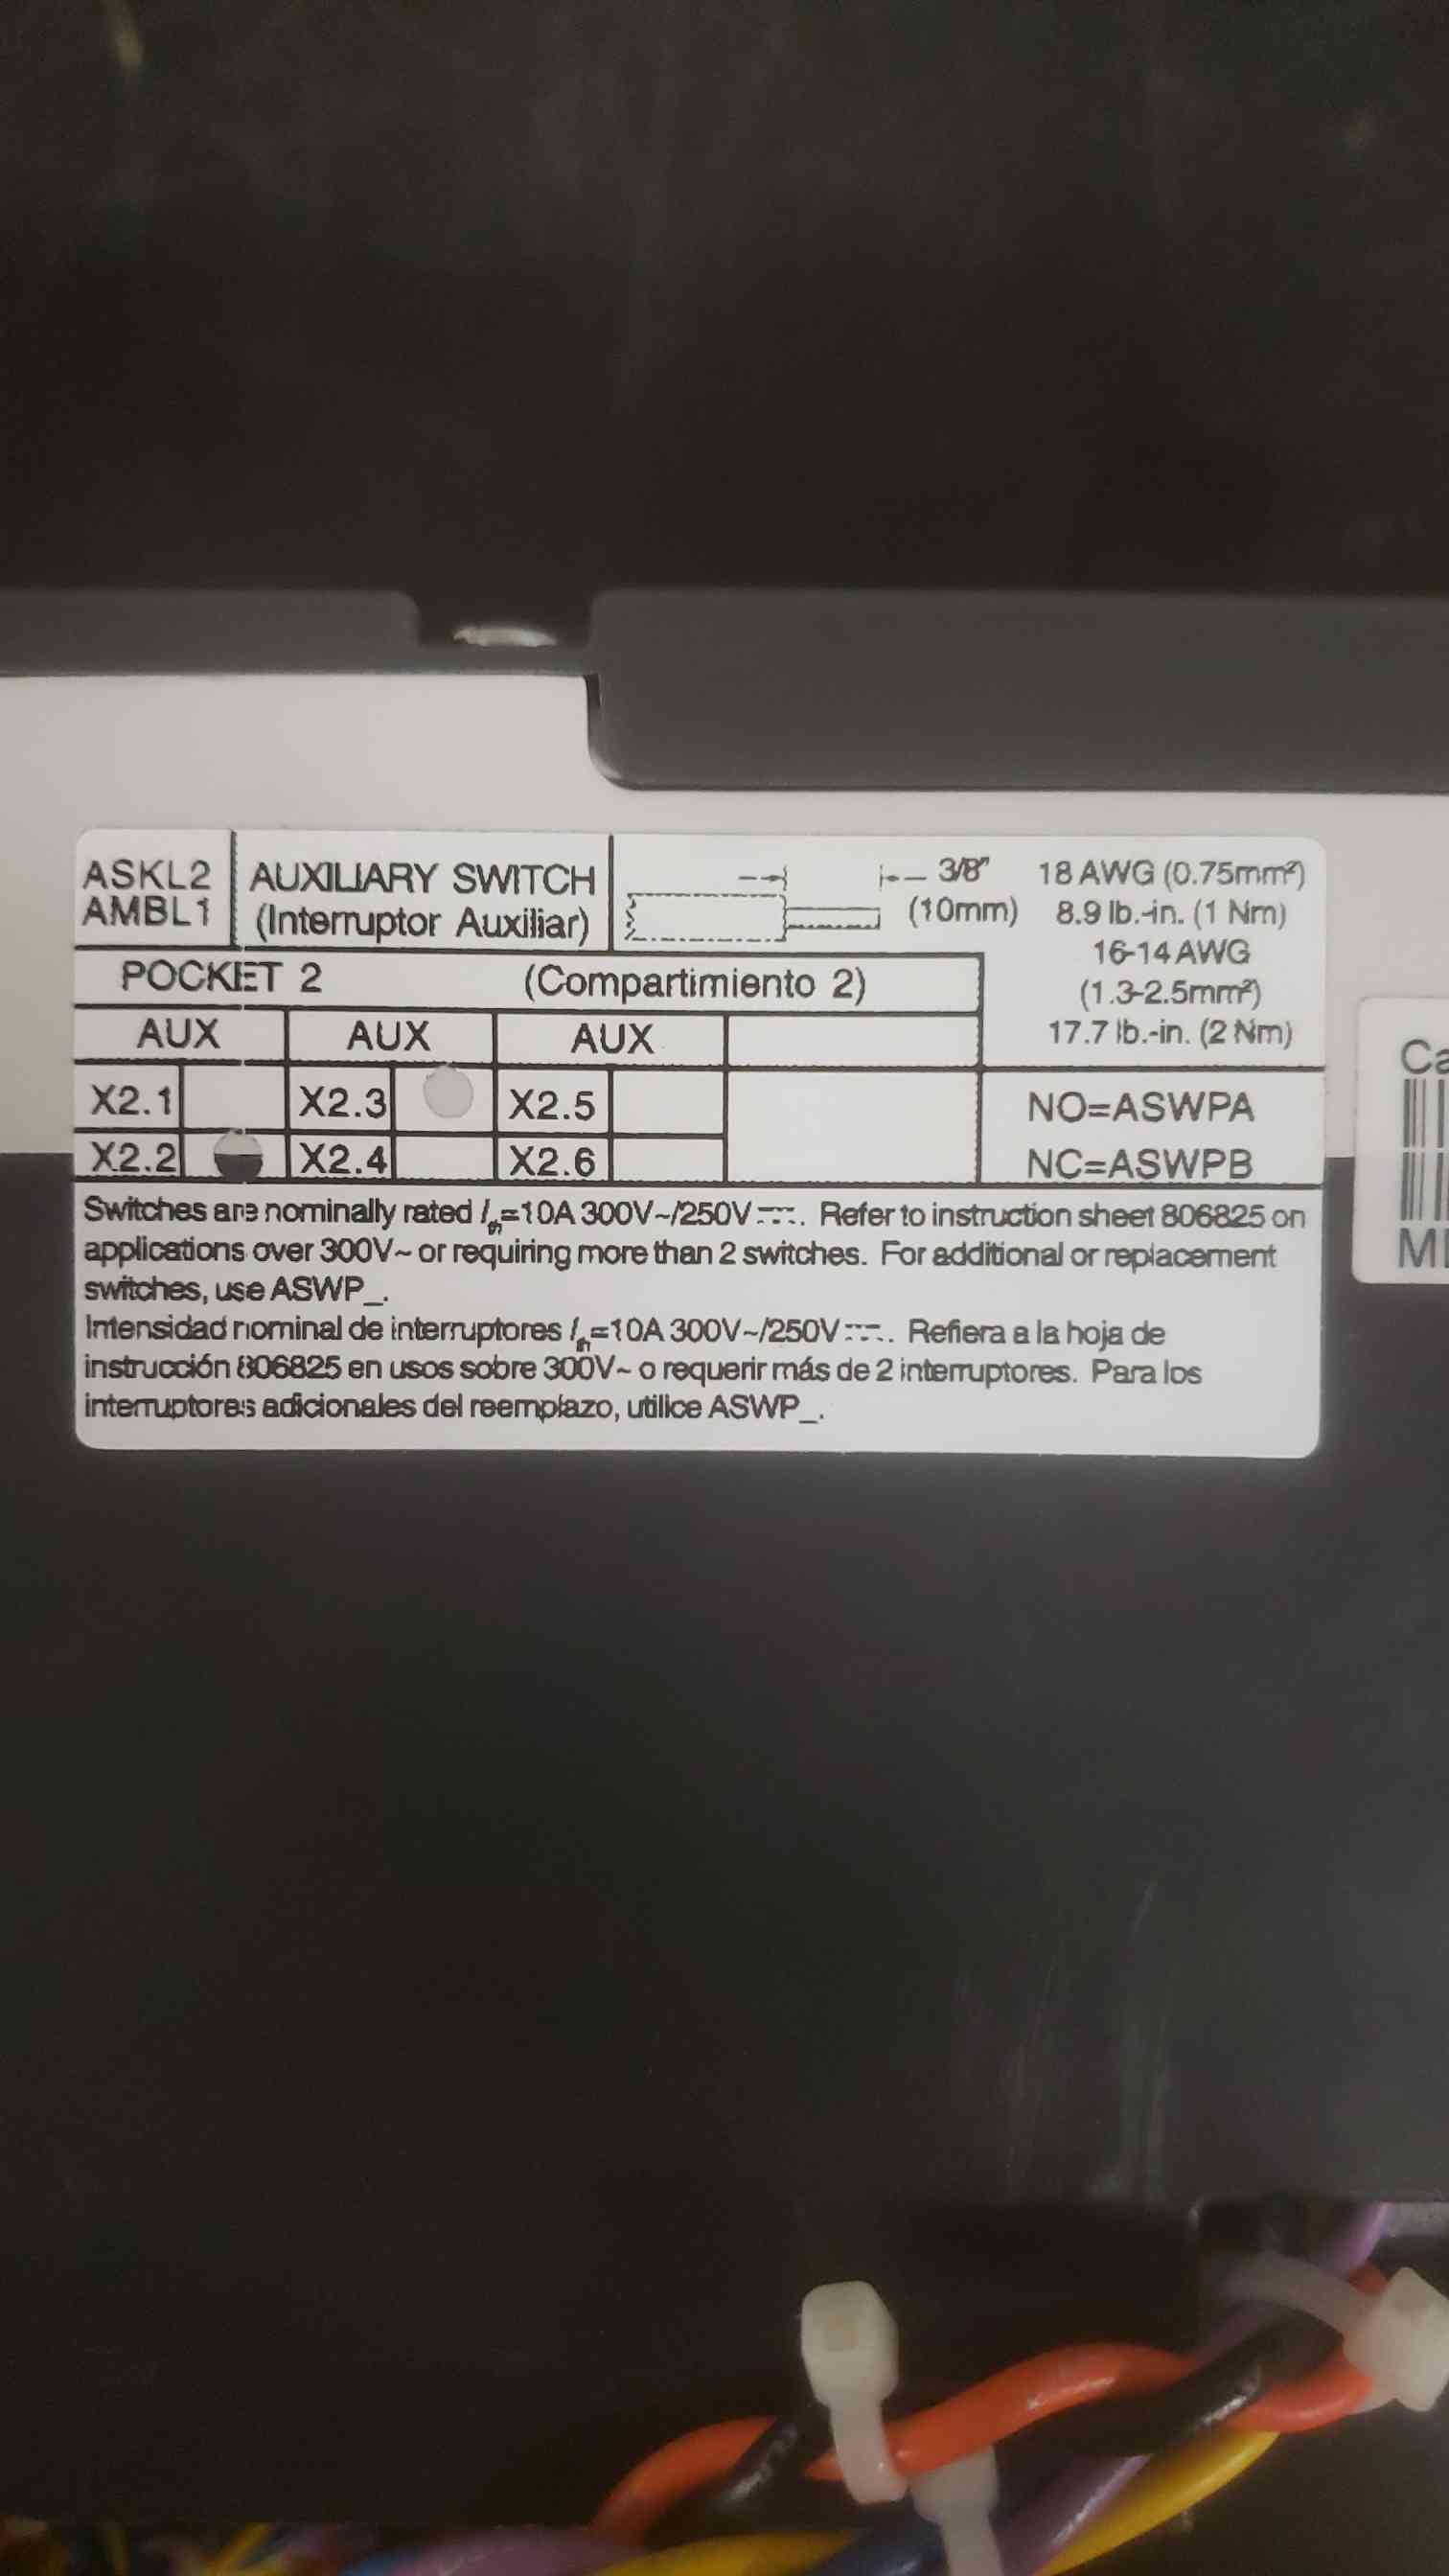 ASKL2
AMBL1
AUXILIARY SWITCH
(Interruptor Auxiliar)
3/8"
(10mm)
18 AWG (0.75mm²)
8.9 lb.-in. (1 Nm)
16-14 AWG
(1.3-2.5mm²)
17.7 lb.-in. (2 Nm)
POCKET 2 (Compartimiento 2)
AUX AUX AUX
X2.1 X2.3 X2.5
X2.2 X2.4 X2.6
NO=ASWPA
NC=ASWPB
Switches are nominally rated Ith=10A 300V~/250V⎓. Refer to instruction sheet 806825 on
applications over 300V~ or requiring more than 2 switches. For additional or replacement
switches, use ASWP_.
Intensidad nominal de interruptores Ith=10A 300V~/250V⎓. Refiera a la hoja de
instrucción 806825 en usos sobre 300V~ o requerir más de 2 interruptores. Para los
interruptores adicionales del reemplazo, utilice ASWP_.